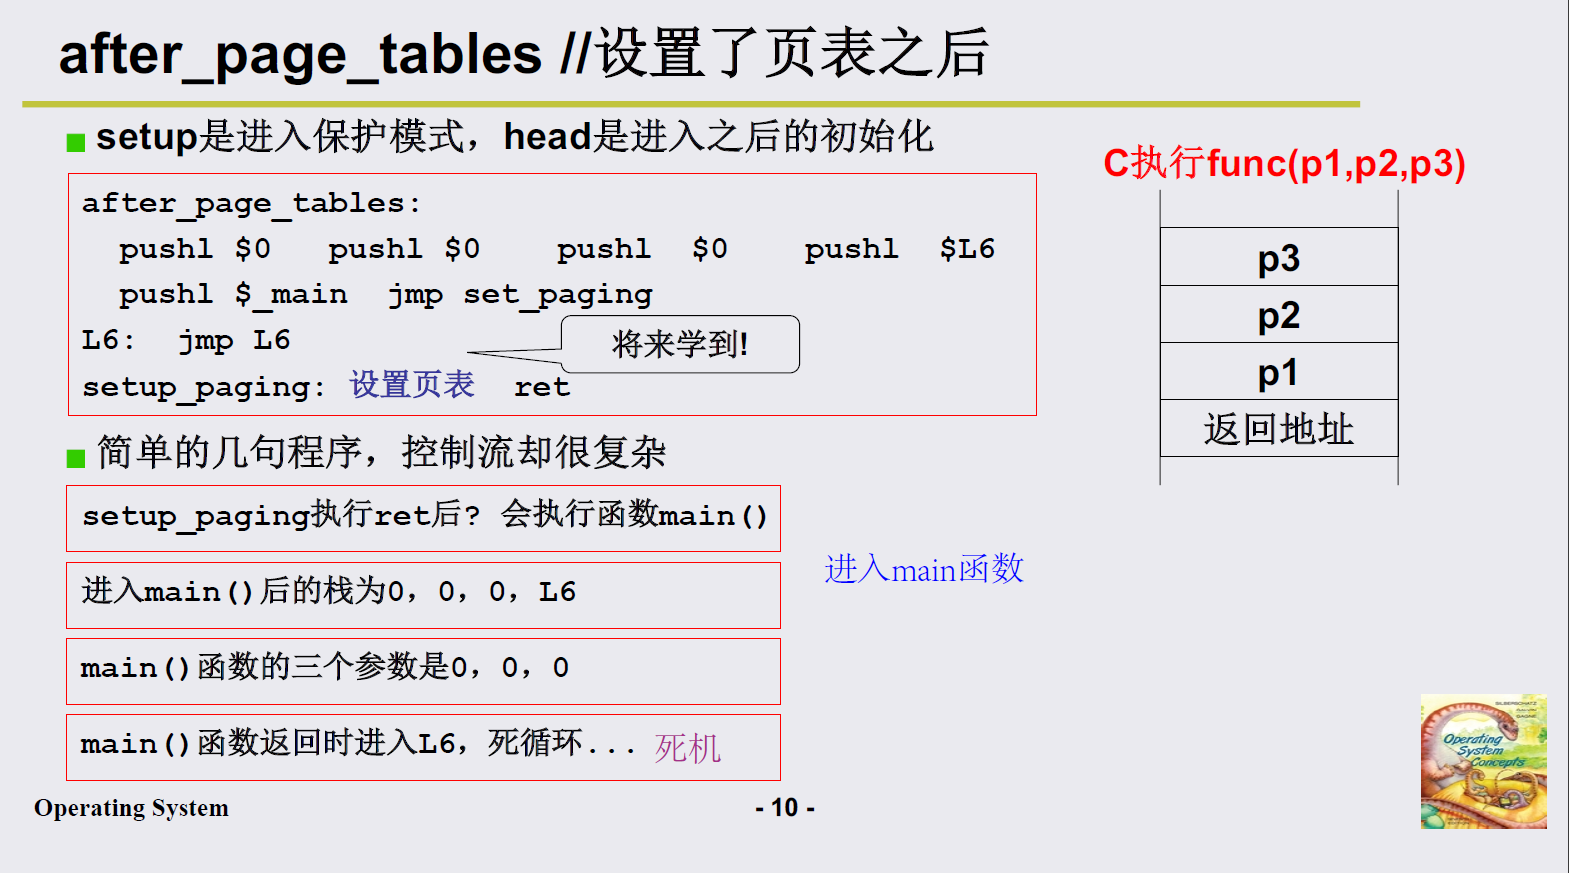 after_page_tables //设置了页表之后
setup是进入保护模式，head是进入之后的初始化
after_page_tables:
pushl $0 pushl $0 pushl $0 pushl $L6
pushl $_main jmp set_paging
L6: jmp L6
将来学到!
setup_paging: 设置页表 ret
简单的几句程序，控制流却很复杂
setup_paging执行ret后? 会执行函数main()
进入main()后的栈为0，0，0，L6
main()函数的三个参数是0，0，0
main()函数返回时进入L6，死循环... 死机
C执行func(p1,p2,p3)
p3
p2
p1
返回地址
进入main函数
SILBERSCHATZ
GAGNE
Operating
System
Concepts
Operating System
- 10 -